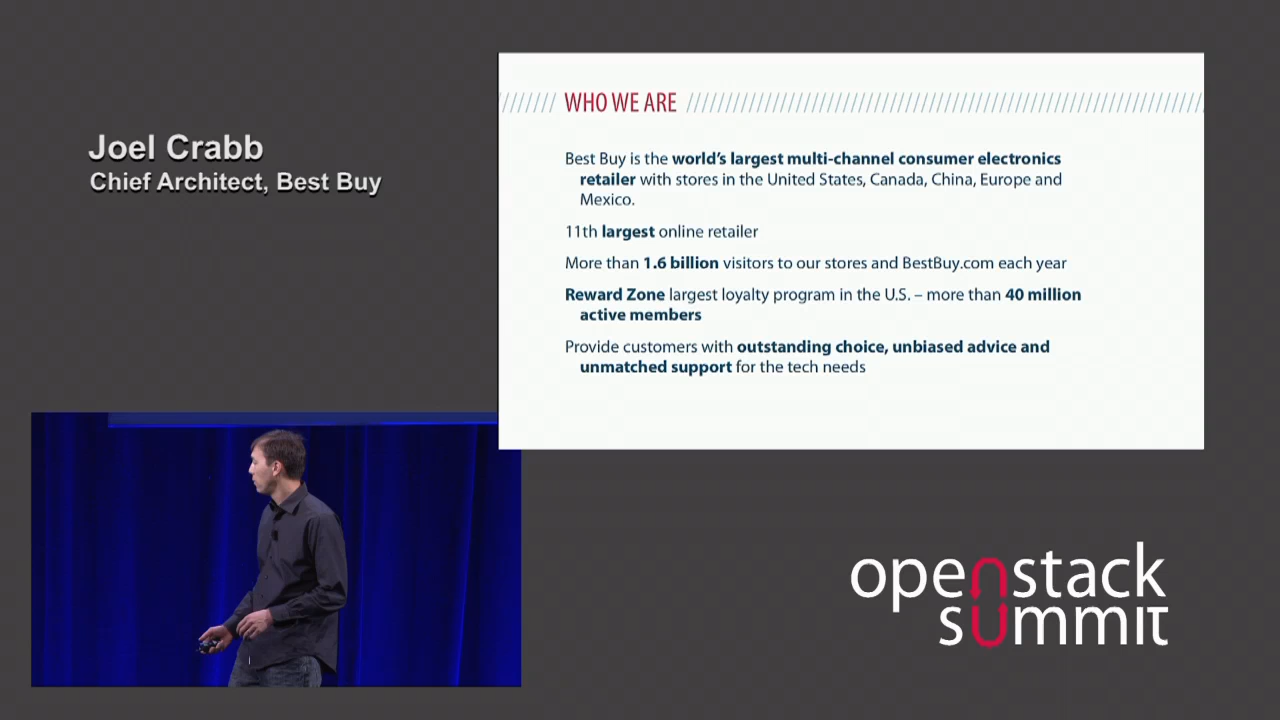 Joel Crabb
Chief Architect, Best Buy
WHO WE ARE
Best Buy is the world's largest multi-channel consumer electronics
retailer with stores in the United States, Canada, China, Europe and
Mexico.
11th largest online retailer
More than 1.6 billion visitors to our stores and BestBuy.com each year
Reward Zone largest loyalty program in the U.S. – more than 40 million
active members
Provide customers with outstanding choice, unbiased advice and
unmatched support for the tech needs
openstack
summit